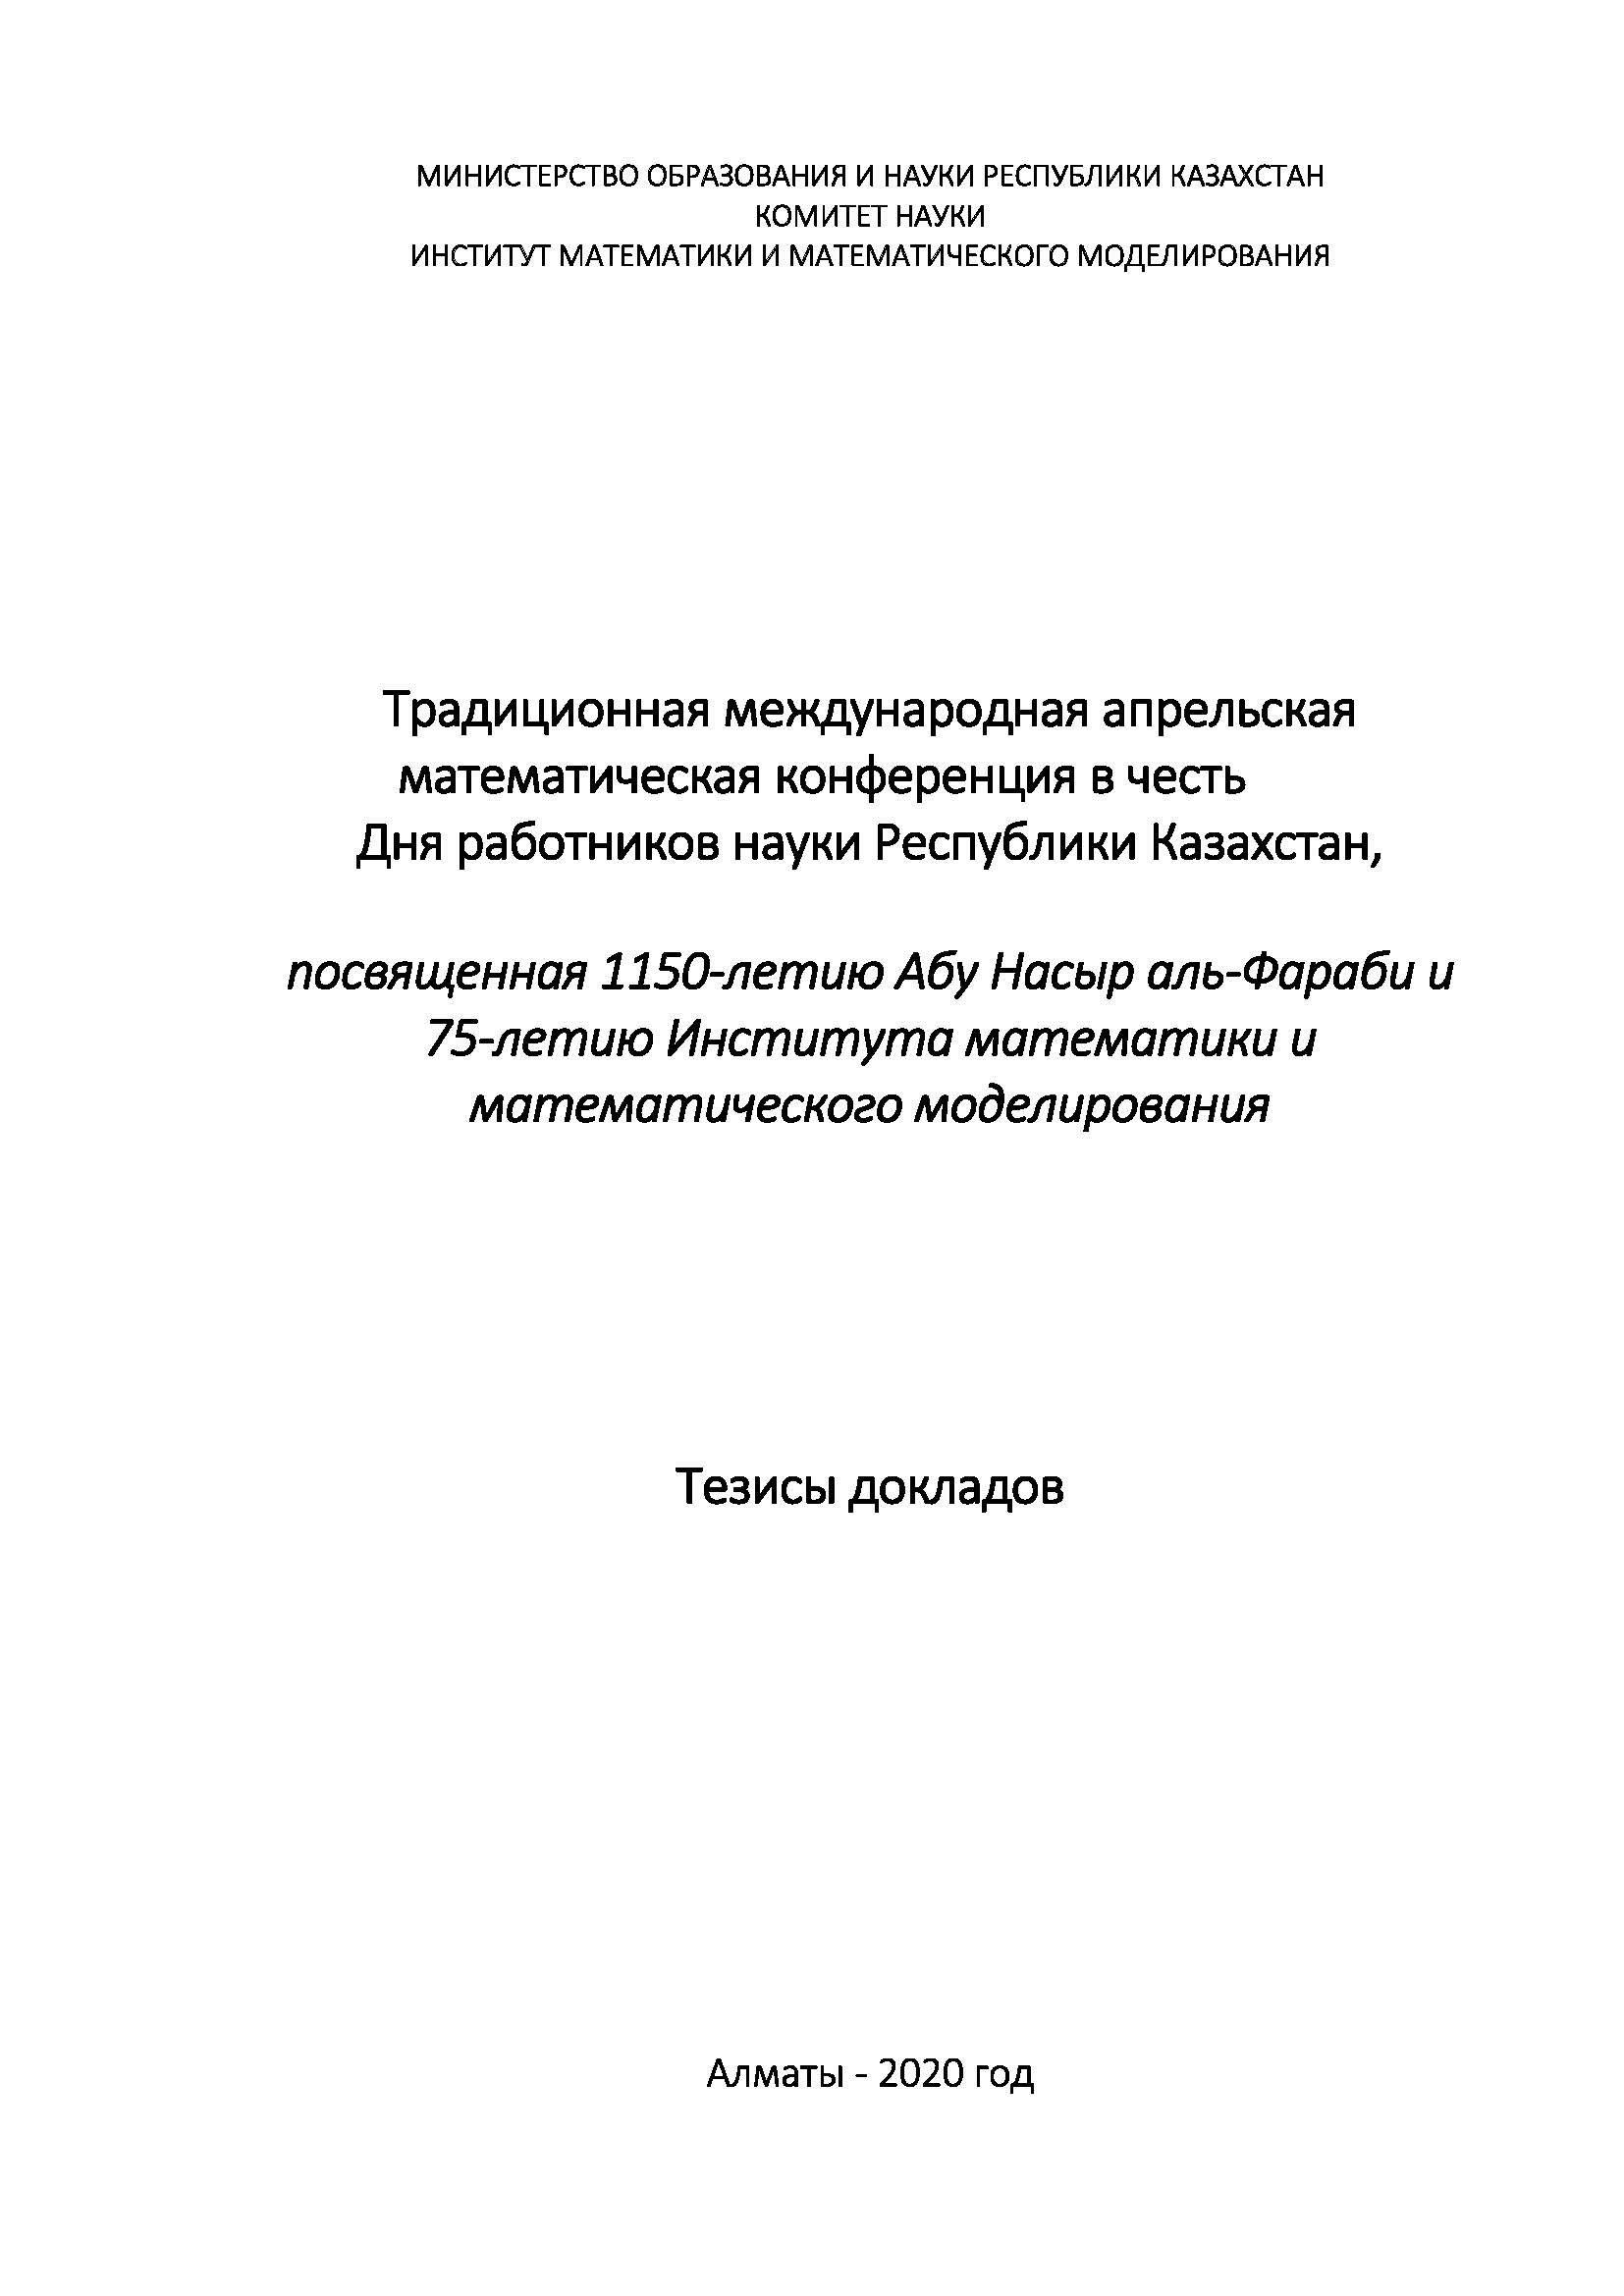 МИНИСТЕРСТВО ОБРАЗОВАНИЯ И НАУКИ РЕСПУБЛИКИ КАЗАХСТАН
КОМИТЕТ НАУКИ
ИНСТИТУТ МАТЕМАТИКИ И МАТЕМАТИЧЕСКОГО МОДЕЛИРОВАНИЯ
Традиционная международная апрельская
математическая конференция в честь
Дня работников науки Республики Казахстан,
посвященная 1150-летию Абу Насыр аль-Фараби и
75-летию Института математики и
математического моделирования
Тезисы докладов
Алматы - 2020 год